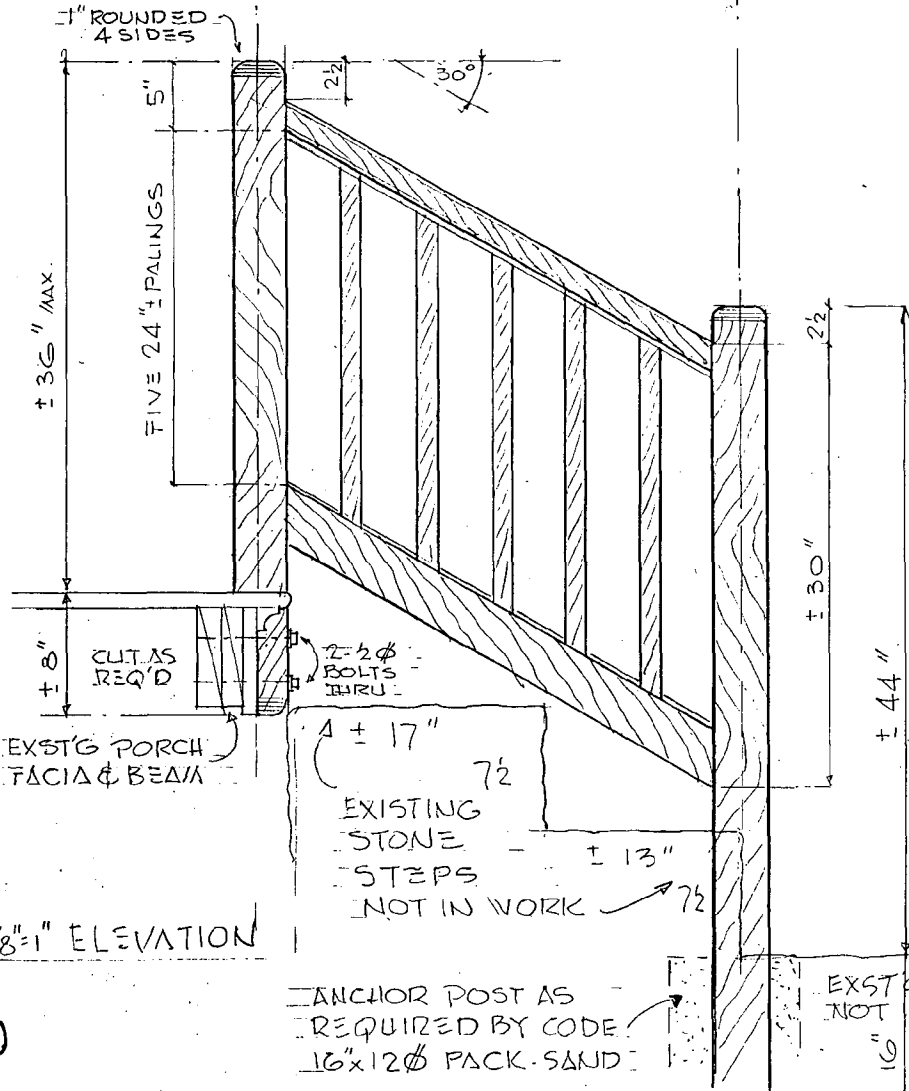 1" ROUNDED
4 SIDES
2½
30°
5"
± 36" MAX.
FIVE 24"± PALINGS
2½
± 30"
± 44"
± 8"
CUT AS
REQ'D
2-½Ø
BOLTS
THRU
EXST'G PORCH
FACIA & BEAM
± 17"
7½
EXISTING
STONE
STEPS
NOT IN WORK
± 13"
7½
8"=1" ELEVATION
ANCHOR POST AS
REQUIRED BY CODE
16"x12Ø PACK-SAND
EXST
NOT
16"